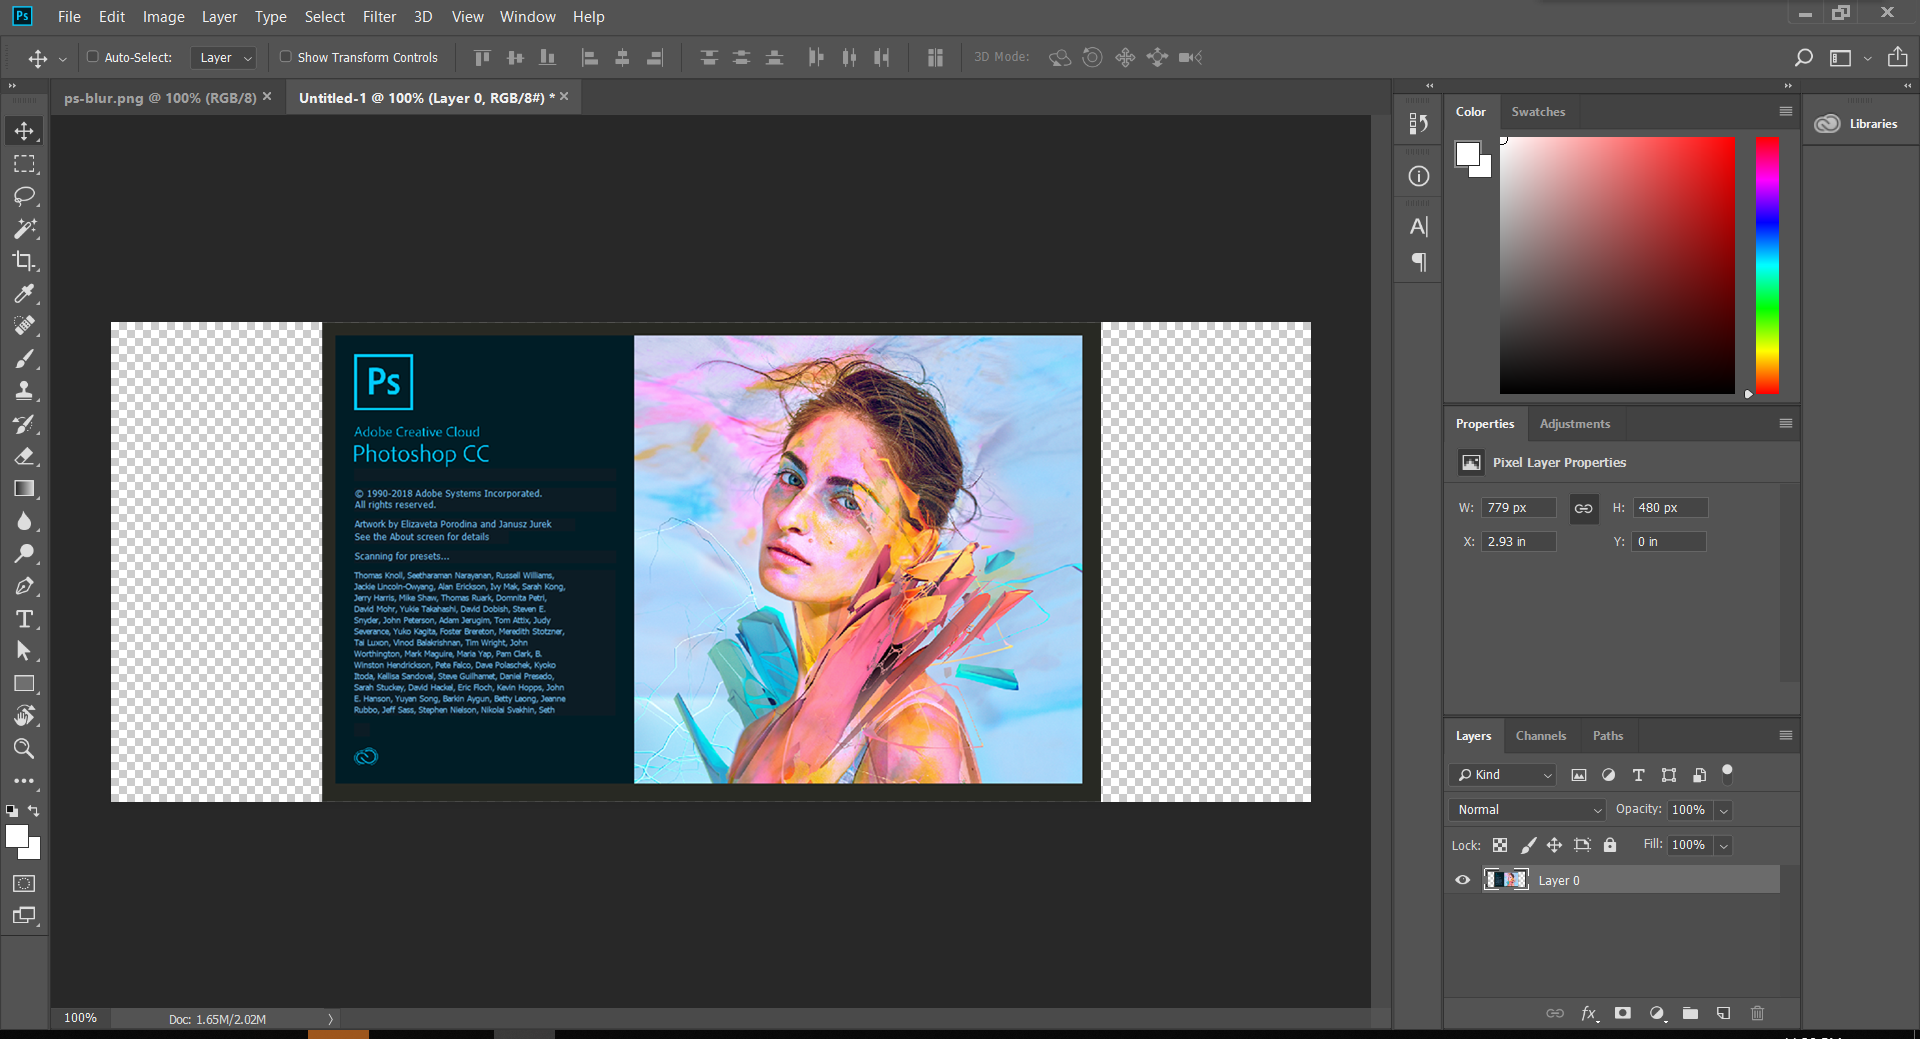 Ps File Edit Image Layer Type Select Filter 3D View Window Help
Auto-Select: Layer Show Transform Controls 3D Mode:
ps-blur.png @ 100% (RGB/8) × Untitled-1 @ 100% (Layer 0, RGB/8#) * ×
Color Swatches
Libraries
Ps
Adobe Creative Cloud
Photoshop CC
© 1990-2018 Adobe Systems Incorporated.
All rights reserved.
Artwork by Elizaveta Porodina and Janusz Jurek
See the About screen for details
Scanning for presets...
Thomas Knoll, Seetharaman Narayanan, Russell Williams,
Jackie Lincoln-Owyang, Alan Erickson, Ivy Mak, Sarah Kong,
Jerry Harris, Mike Shaw, Thomas Ruark, Domnita Petri,
David Mohr, Yukie Takahashi, David Dobish, Steven E.
Snyder, John Peterson, Adam Jerugim, Tom Attix, Judy
Severance, Yuko Kagita, Foster Brereton, Meredith Stotzner,
Tai Luxon, Vinod Balakrishnan, Tim Wright, John
Worthington, Mark Maguire, Maria Yap, Pam Clark, B.
Winston Hendrickson, Pete Falco, Dave Polaschek, Kyoko
Itoda, Kellisa Sandoval, Steve Guilhamet, Daniel Presedo,
Sarah Stuckey, David Hackel, Eric Floch, Kevin Hopps, John
E. Hanson, Yuyan Song, Barkin Aygun, Betty Leong, Jeanne
Rubbo, Jeff Sass, Stephen Nielson, Nikolai Svakhin, Seth
Properties Adjustments
Pixel Layer Properties
W: 779 px H: 480 px
X: 2.93 in Y: 0 in
Layers Channels Paths
Kind
Normal Opacity: 100%
Lock: Fill: 100%
Layer 0
fx
100% Doc: 1.65M/2.02M